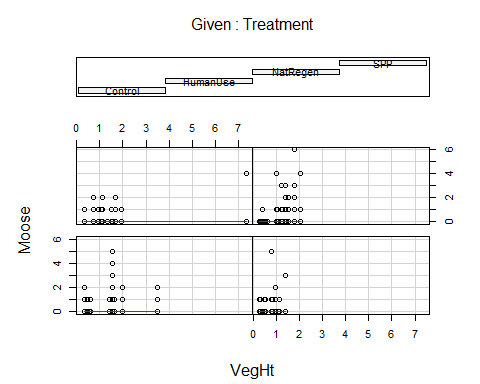 Given : Treatment
SPP
NatRegen
HumanUse
Control
0 1 2 3 4 5 6 7
0 2 4 6
Moose
0 2 4 6
0 1 2 3 4 5 6 7
VegHt